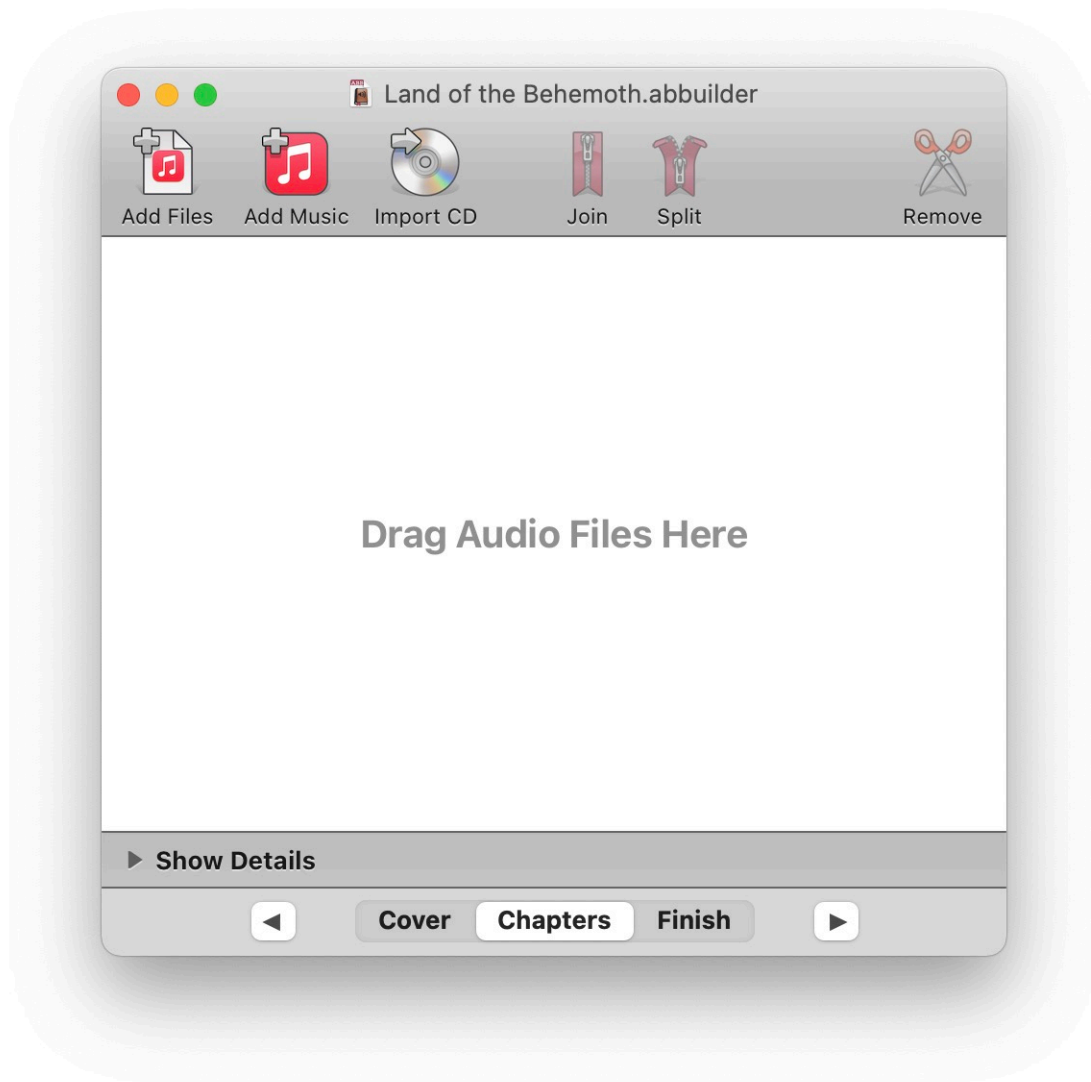 Land of the Behemoth.abbuilder
Add Files Add Music Import CD Join Split Remove
Drag Audio Files Here
Show Details
Cover Chapters Finish